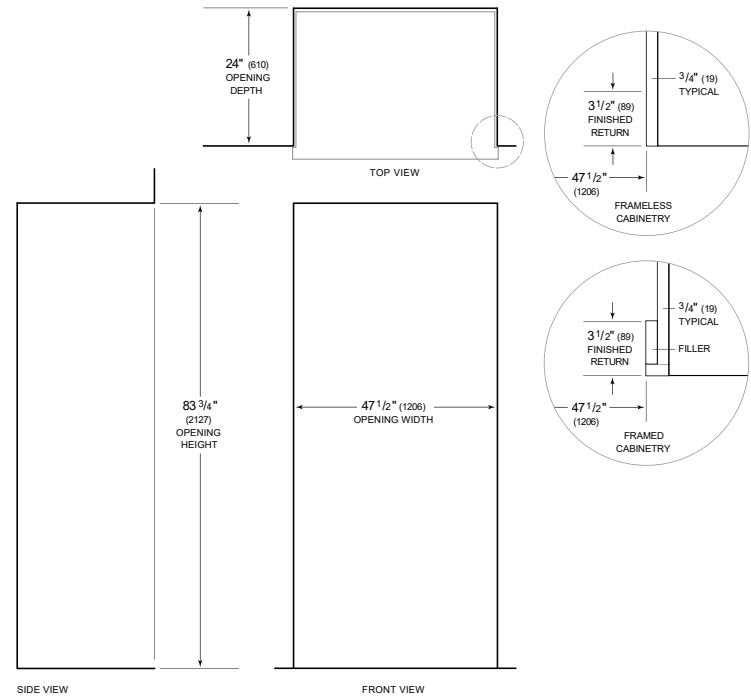 24" (610)
OPENING
DEPTH
TOP VIEW
3/4" (19)
TYPICAL
3 1/2" (89)
FINISHED
RETURN
47 1/2"
(1206)
FRAMELESS
CABINETRY
3/4" (19)
TYPICAL
3 1/2" (89)
FINISHED
RETURN
FILLER
47 1/2"
(1206)
FRAMED
CABINETRY
83 3/4"
(2127)
OPENING
HEIGHT
47 1/2" (1206)
OPENING WIDTH
SIDE VIEW
FRONT VIEW